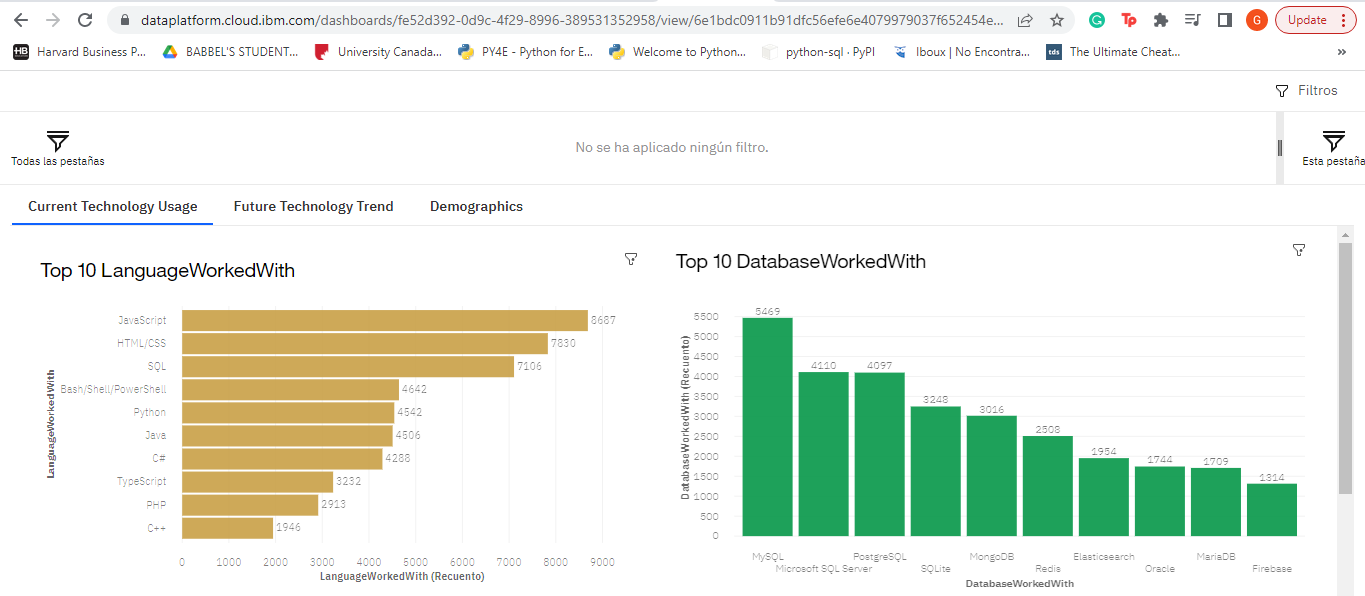 dataplatform.cloud.ibm.com/dashboards/fe52d392-0d9c-4f29-8996-389531352958/view/6e1bdc0911b91dfc56efe6e4079979037f652454e...
G
Tp
G
Update
HB Harvard Business P...
BABBEL'S STUDENT...
University Canada...
PY4E - Python for E...
Welcome to Python...
python-sql · PyPI
Iboux | No Encontra...
tds The Ultimate Cheat...
»
Filtros
Todas las pestañas
No se ha aplicado ningún filtro.
Esta pestaña
Current Technology Usage
Future Technology Trend
Demographics
Top 10 LanguageWorkedWith
LanguageWorkedWith
JavaScript 8687
HTML/CSS 7830
SQL 7106
Bash/Shell/PowerShell 4642
Python 4542
Java 4506
C# 4288
TypeScript 3232
PHP 2913
C++ 1946
0 1000 2000 3000 4000 5000 6000 7000 8000 9000
LanguageWorkedWith (Recuento)
Top 10 DatabaseWorkedWith
DatabaseWorkedWith (Recuento)
5500
5000
4500
4000
3500
3000
2500
2000
1500
1000
500
0
5469 4110 4097 3248 3016 2508 1954 1744 1709 1314
MySQL PostgreSQL MongoDB Elasticsearch MariaDB
Microsoft SQL Server SQLite Redis Oracle Firebase
DatabaseWorkedWith